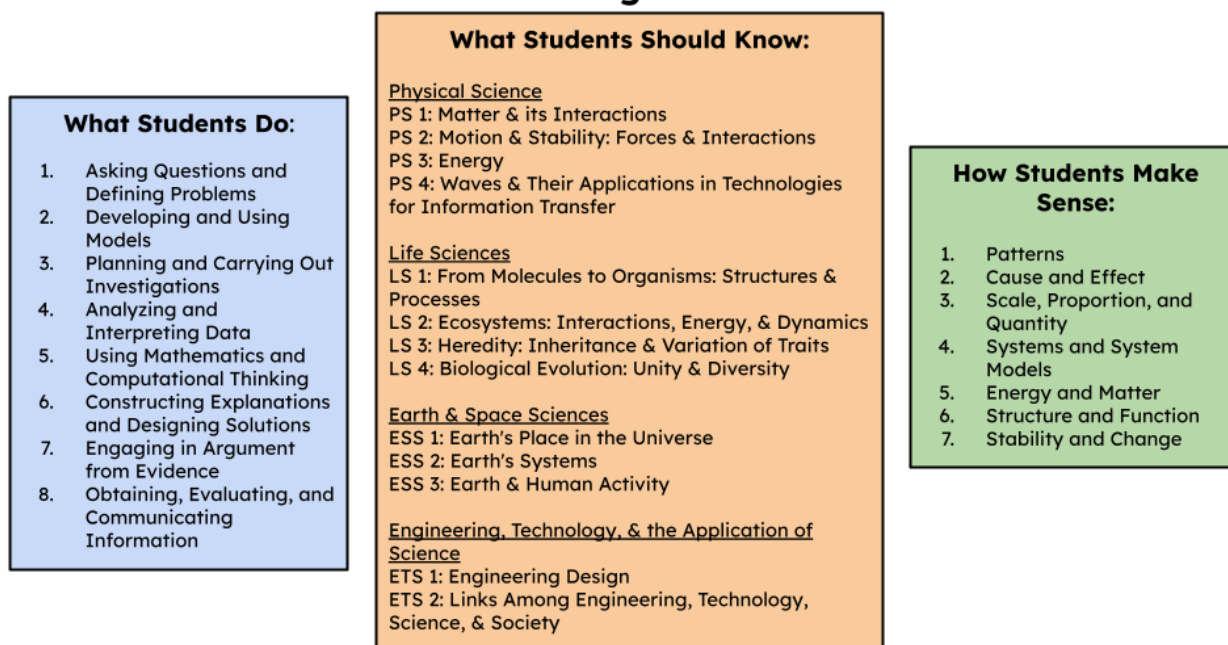 What Students Do:
1. Asking Questions and
Defining Problems
2. Developing and Using
Models
3. Planning and Carrying Out
Investigations
4. Analyzing and
Interpreting Data
5. Using Mathematics and
Computational Thinking
6. Constructing Explanations
and Designing Solutions
7. Engaging in Argument
from Evidence
8. Obtaining, Evaluating, and
Communicating
Information
What Students Should Know:
Physical Science
PS 1: Matter & its Interactions
PS 2: Motion & Stability: Forces & Interactions
PS 3: Energy
PS 4: Waves & Their Applications in Technologies
for Information Transfer
Life Sciences
LS 1: From Molecules to Organisms: Structures &
Processes
LS 2: Ecosystems: Interactions, Energy, & Dynamics
LS 3: Heredity: Inheritance & Variation of Traits
LS 4: Biological Evolution: Unity & Diversity
Earth & Space Sciences
ESS 1: Earth's Place in the Universe
ESS 2: Earth's Systems
ESS 3: Earth & Human Activity
Engineering, Technology, & the Application of
Science
ETS 1: Engineering Design
ETS 2: Links Among Engineering, Technology,
Science, & Society
How Students Make
Sense:
1. Patterns
2. Cause and Effect
3. Scale, Proportion, and
Quantity
4. Systems and System
Models
5. Energy and Matter
6. Structure and Function
7. Stability and Change